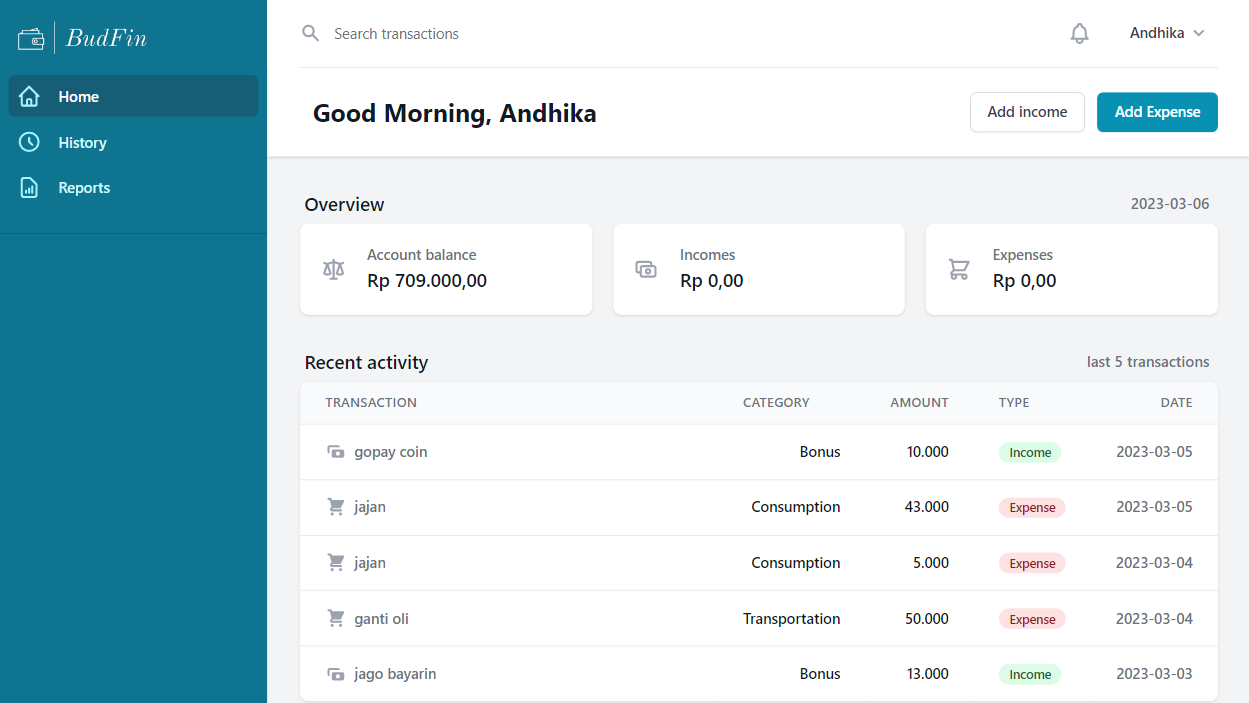 BudFin
Search transactions
Andhika
Home
History
Reports
Good Morning, Andhika
Add income
Add Expense
Overview
2023-03-06
Account balance
Rp 709.000,00
Incomes
Rp 0,00
Expenses
Rp 0,00
Recent activity
last 5 transactions
TRANSACTION CATEGORY AMOUNT TYPE DATE
gopay coin Bonus 10.000 Income 2023-03-05
jajan Consumption 43.000 Expense 2023-03-05
jajan Consumption 5.000 Expense 2023-03-04
ganti oli Transportation 50.000 Expense 2023-03-04
jago bayarin Bonus 13.000 Income 2023-03-03